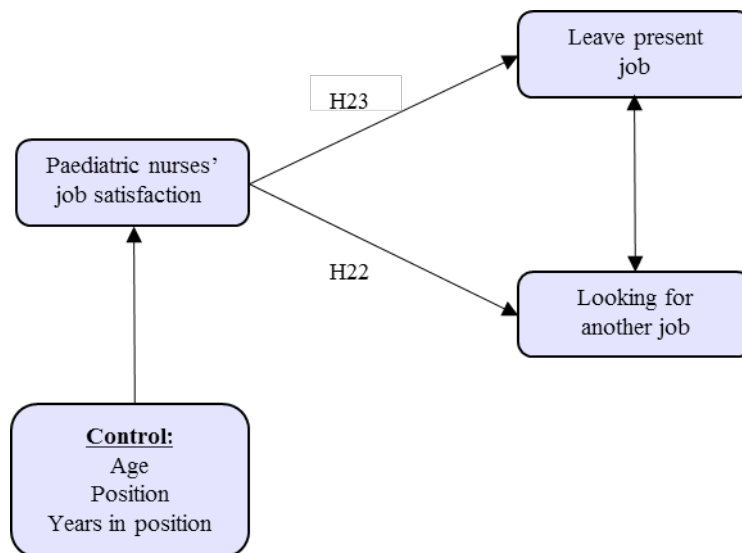 Leave present
job
H23
Paediatric nurses’
job satisfaction
H22
Looking for
another job
Control:
Age
Position
Years in position